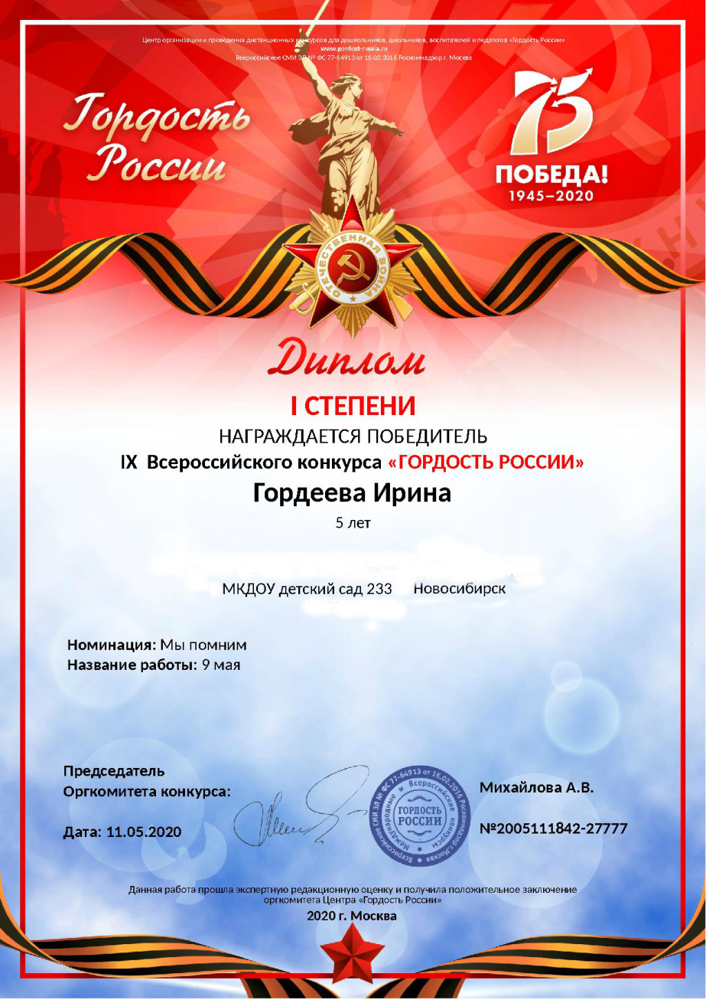 Центр организации и проведения дистанционных конкурсов для дошкольников, школьников, воспитателей и педагогов «Гордость России»
www.gordost-russia.ru
Всероссийское СМИ ЭЛ № ФС 77-64913 от 16.02.2016 Роскомнадзор г. Москва
Гордость
России
75
ПОБЕДА!
1945–2020
ОТЕЧЕСТВЕННАЯ ВОЙНА
Диплом
I СТЕПЕНИ
НАГРАЖДАЕТСЯ ПОБЕДИТЕЛЬ
IX Всероссийского конкурса «ГОРДОСТЬ РОССИИ»
Гордеева Ирина
5 лет
МКДОУ детский сад 233 Новосибирск
Номинация: Мы помним
Название работы: 9 мая
Председатель
Оргкомитета конкурса:
Михайлова А.В.
Дата: 11.05.2020
№2005111842-27777
Всероссийское СМИ ЭЛ № ФС 77-64913 от 16.02.2016 Роскомнадзор г.Москва
Международные и Всероссийские конкурсы
ГОРДОСТЬ
РОССИИ
Данная работа прошла экспертную редакционную оценку и получила положительное заключение
оргкомитета Центра «Гордость России»
2020 г. Москва